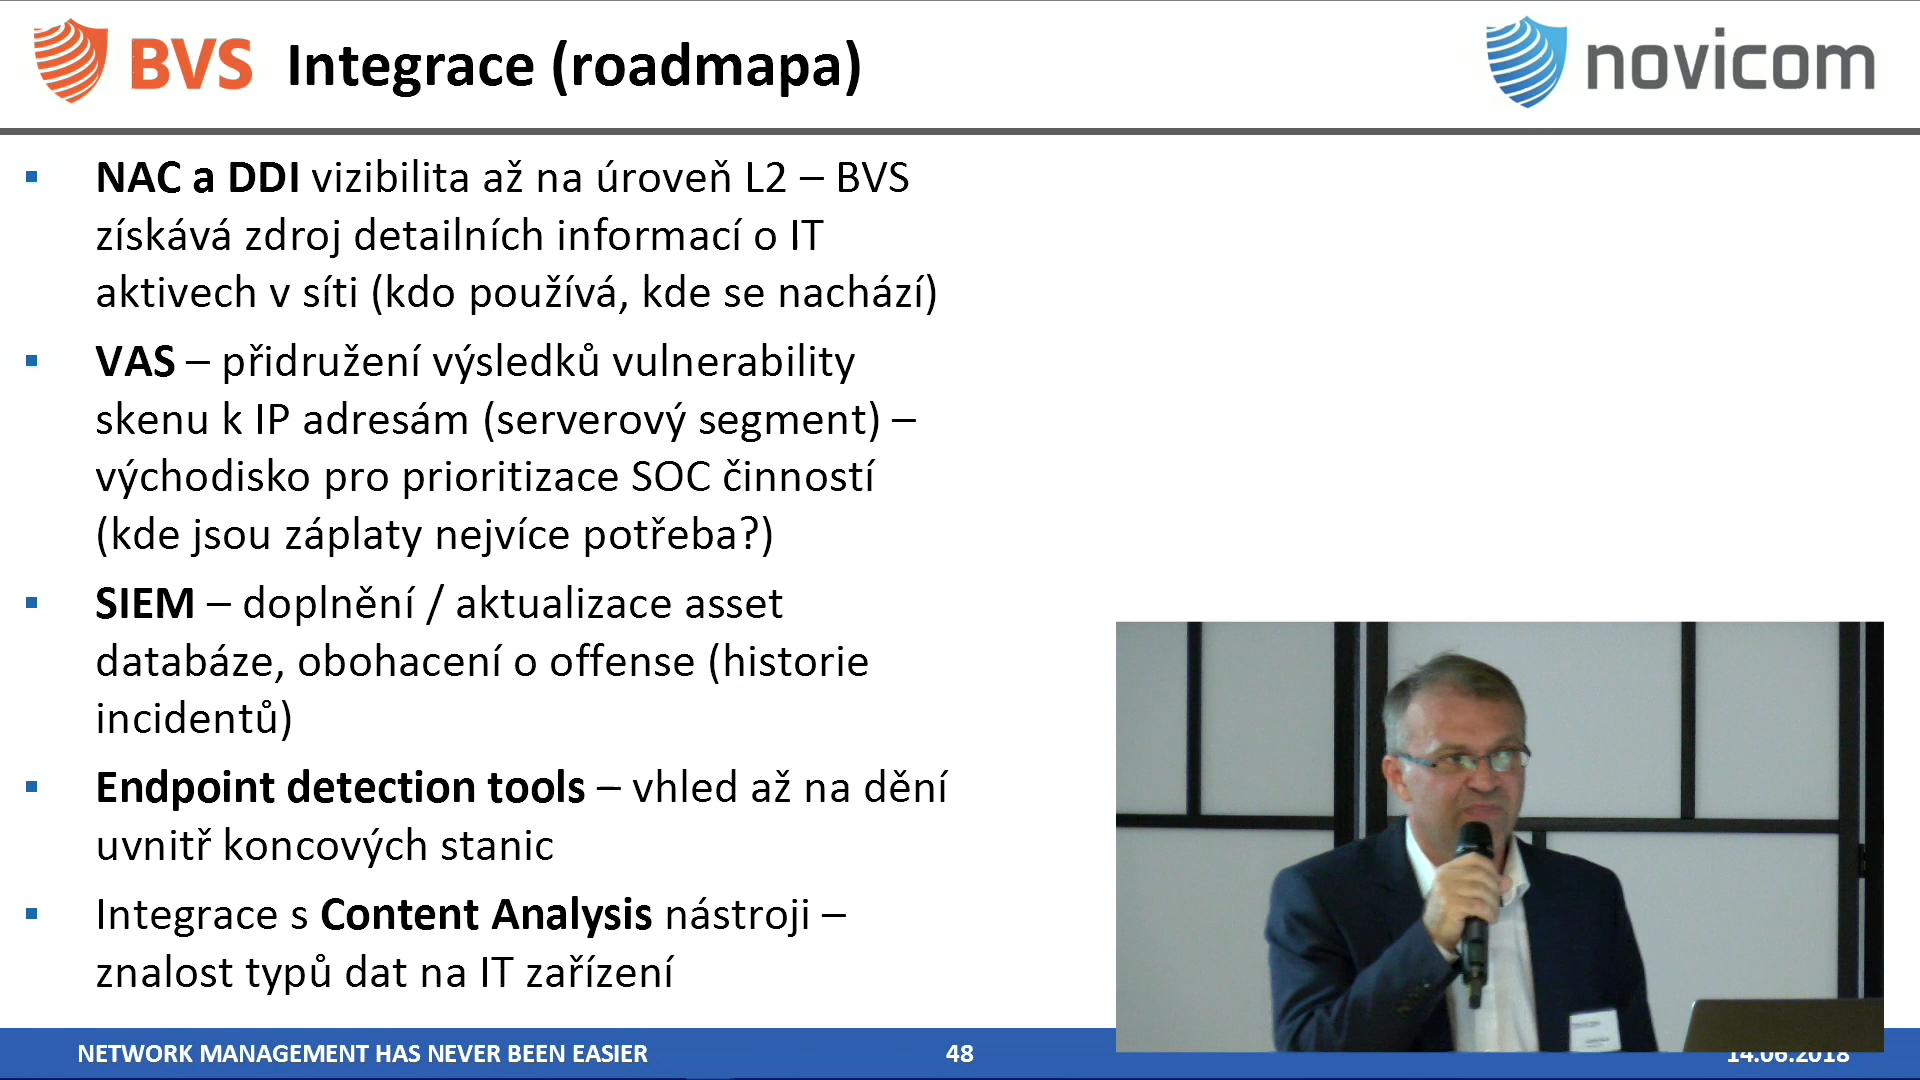 BVS Integrace (roadmapa)
novicom
▪ NAC a DDI vizibilita až na úroveň L2 – BVS
získává zdroj detailních informací o IT
aktivech v síti (kdo používá, kde se nachází)
▪ VAS – přidružení výsledků vulnerability
skenu k IP adresám (serverový segment) –
východisko pro prioritizace SOC činností
(kde jsou záplaty nejvíce potřeba?)
▪ SIEM – doplnění / aktualizace asset
databáze, obohacení o offense (historie
incidentů)
▪ Endpoint detection tools – vhled až na dění
uvnitř koncových stanic
▪ Integrace s Content Analysis nástroji –
znalost typů dat na IT zařízení
NETWORK MANAGEMENT HAS NEVER BEEN EASIER
48
14.06.2018